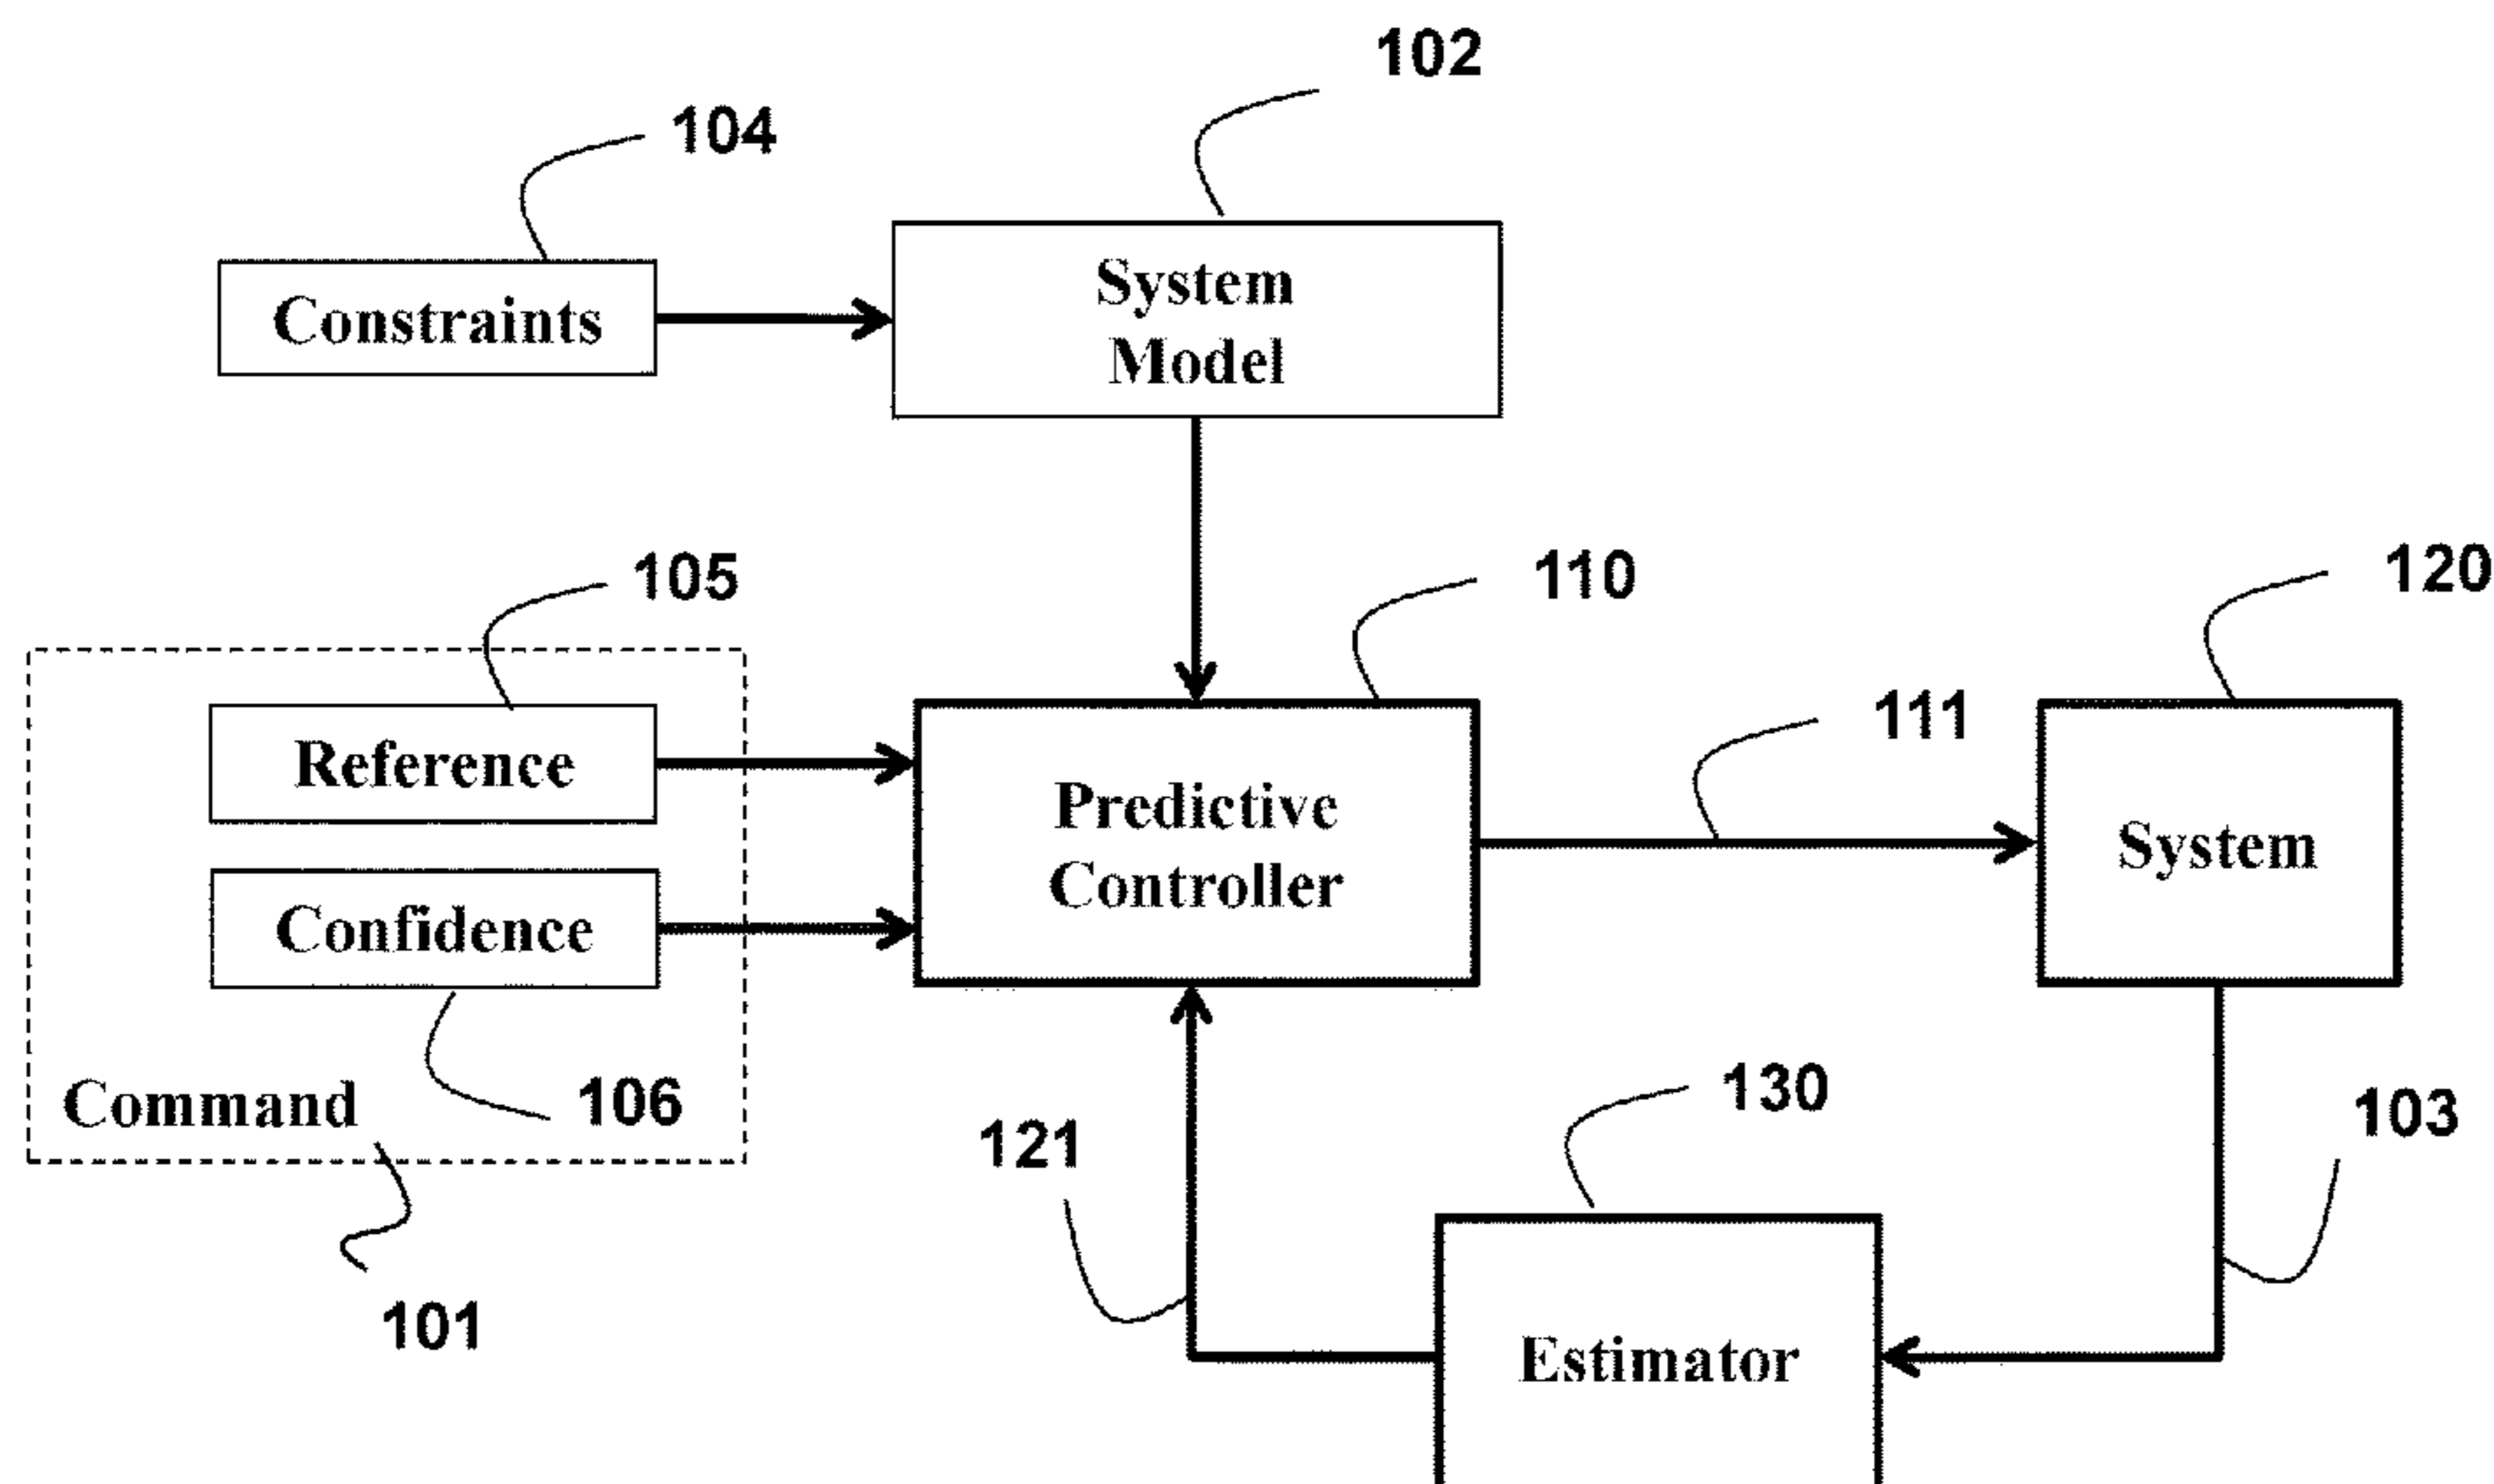 102
104
System
Model
Constraints
105
110
120
111
Reference
Predictive
Controller
System
Confidence
Command
106
130
103
121
101
Estimator